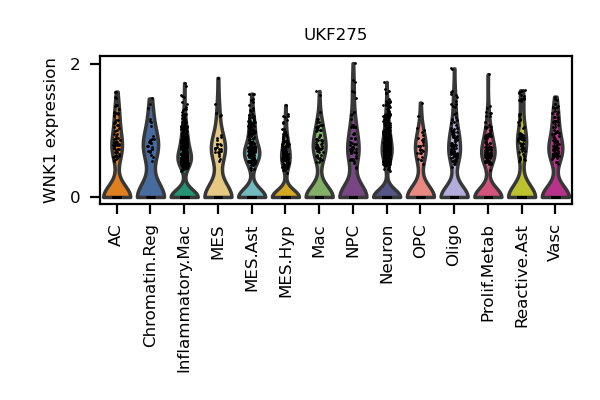 UKF275
WNK1 expression
2
0
AC
Chromatin.Reg
Inflammatory.Mac
MES
MES.Ast
MES.Hyp
Mac
NPC
Neuron
OPC
Oligo
Prolif.Metab
Reactive.Ast
Vasc